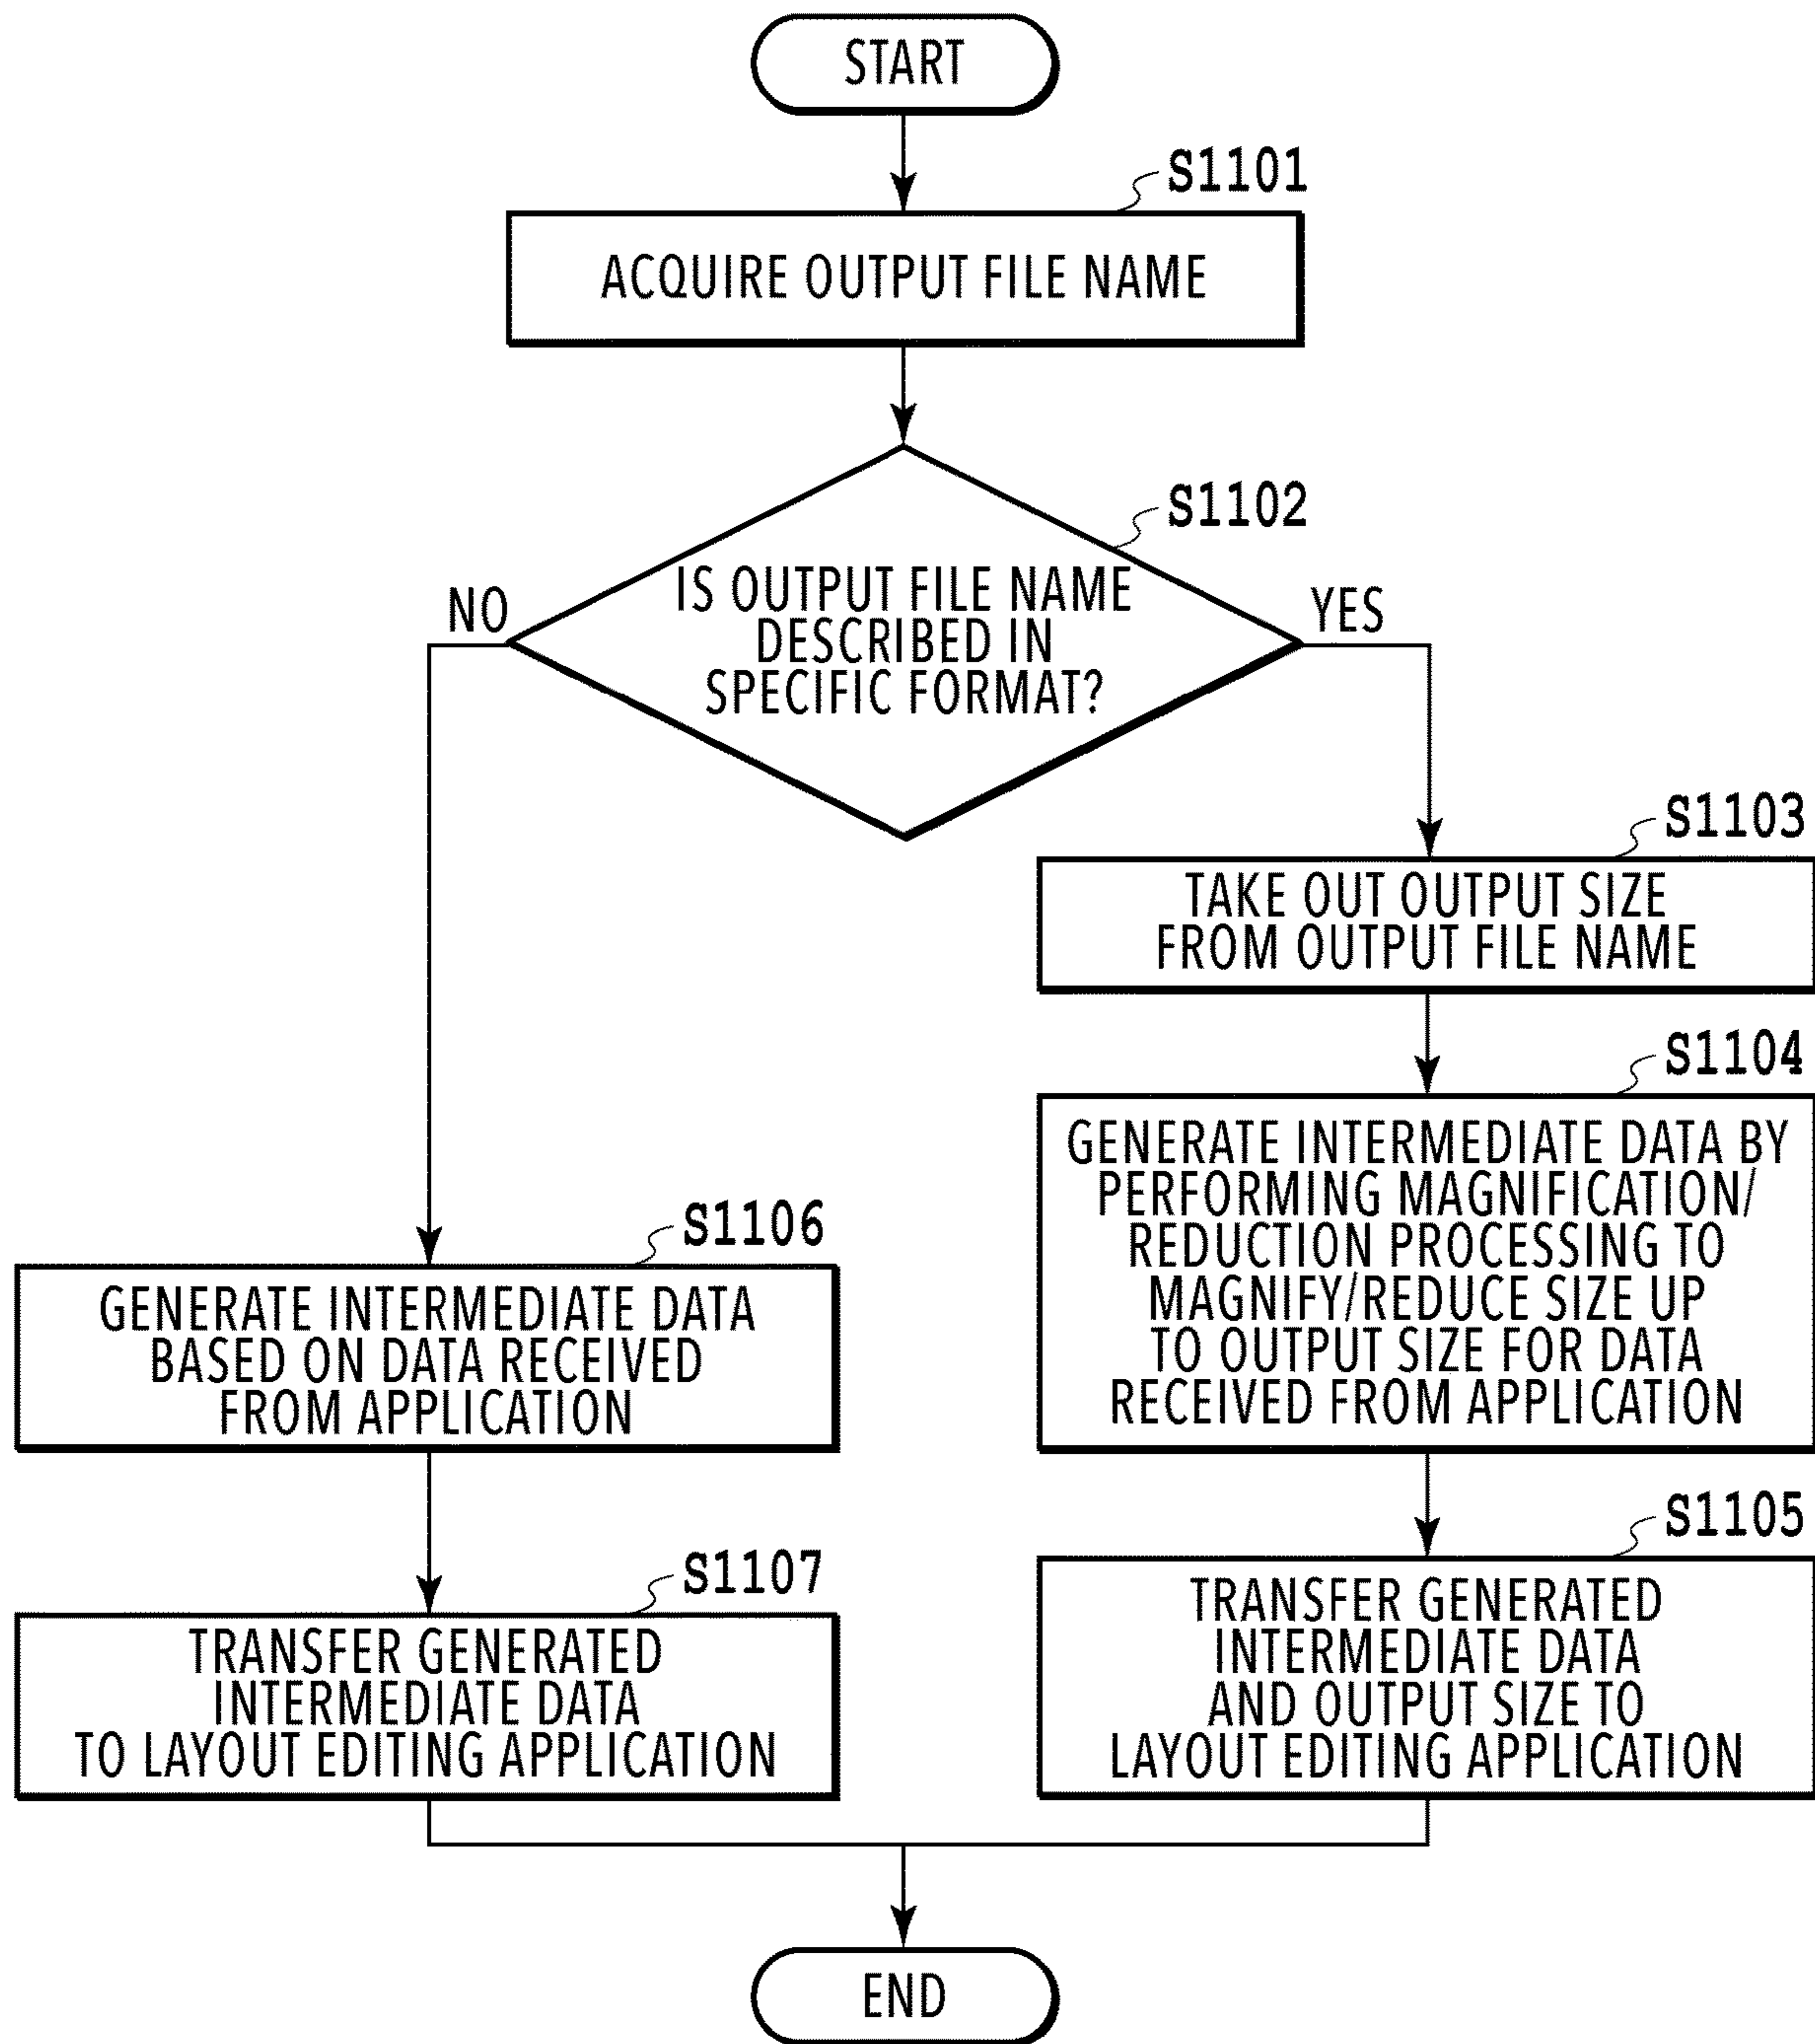 START
S1101
ACQUIRE OUTPUT FILE NAME
S1102
IS OUTPUT FILE NAME
DESCRIBED IN
SPECIFIC FORMAT?
NO
YES
S1103
TAKE OUT OUTPUT SIZE
FROM OUTPUT FILE NAME
S1104
GENERATE INTERMEDIATE DATA BY
PERFORMING MAGNIFICATION/
REDUCTION PROCESSING TO
MAGNIFY/REDUCE SIZE UP
TO OUTPUT SIZE FOR DATA
RECEIVED FROM APPLICATION
S1105
TRANSFER GENERATED
INTERMEDIATE DATA
AND OUTPUT SIZE TO
LAYOUT EDITING APPLICATION
S1106
GENERATE INTERMEDIATE DATA
BASED ON DATA RECEIVED
FROM APPLICATION
S1107
TRANSFER GENERATED
INTERMEDIATE DATA
TO LAYOUT EDITING APPLICATION
END